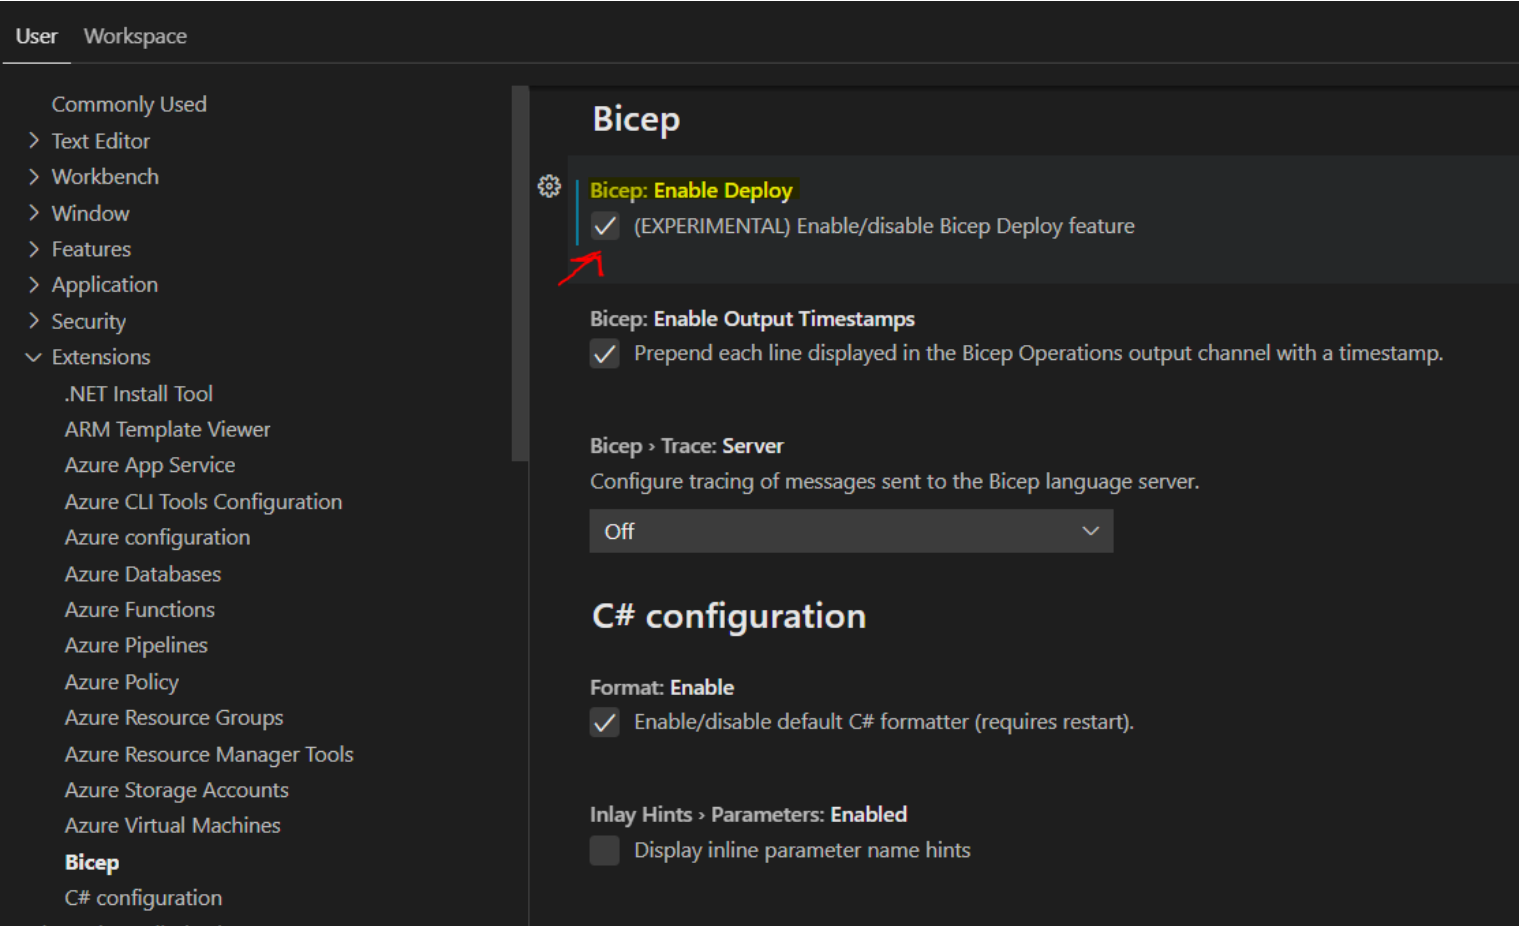 User Workspace
Commonly Used
Text Editor
Workbench
Window
Features
Application
Security
Extensions
.NET Install Tool
ARM Template Viewer
Azure App Service
Azure CLI Tools Configuration
Azure configuration
Azure Databases
Azure Functions
Azure Pipelines
Azure Policy
Azure Resource Groups
Azure Resource Manager Tools
Azure Storage Accounts
Azure Virtual Machines
Bicep
C# configuration
Bicep
Bicep: Enable Deploy
(EXPERIMENTAL) Enable/disable Bicep Deploy feature
Bicep: Enable Output Timestamps
Prepend each line displayed in the Bicep Operations output channel with a timestamp.
Bicep › Trace: Server
Configure tracing of messages sent to the Bicep language server.
Off
C# configuration
Format: Enable
Enable/disable default C# formatter (requires restart).
Inlay Hints › Parameters: Enabled
Display inline parameter name hints